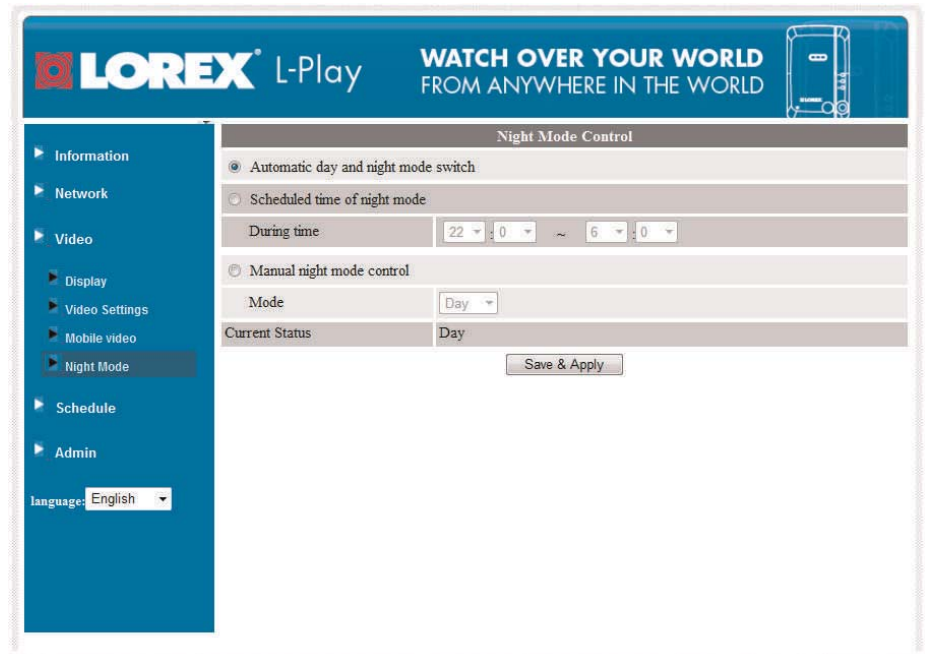 LOREX® L-Play
WATCH OVER YOUR WORLD
FROM ANYWHERE IN THE WORLD
Information
Network
Video
Display
Video Settings
Mobile video
Night Mode
Schedule
Admin
language: English
Night Mode Control
Automatic day and night mode switch
Scheduled time of night mode
During time 22 : 0 ~ 6 : 0
Manual night mode control
Mode Day
Current Status Day
Save & Apply